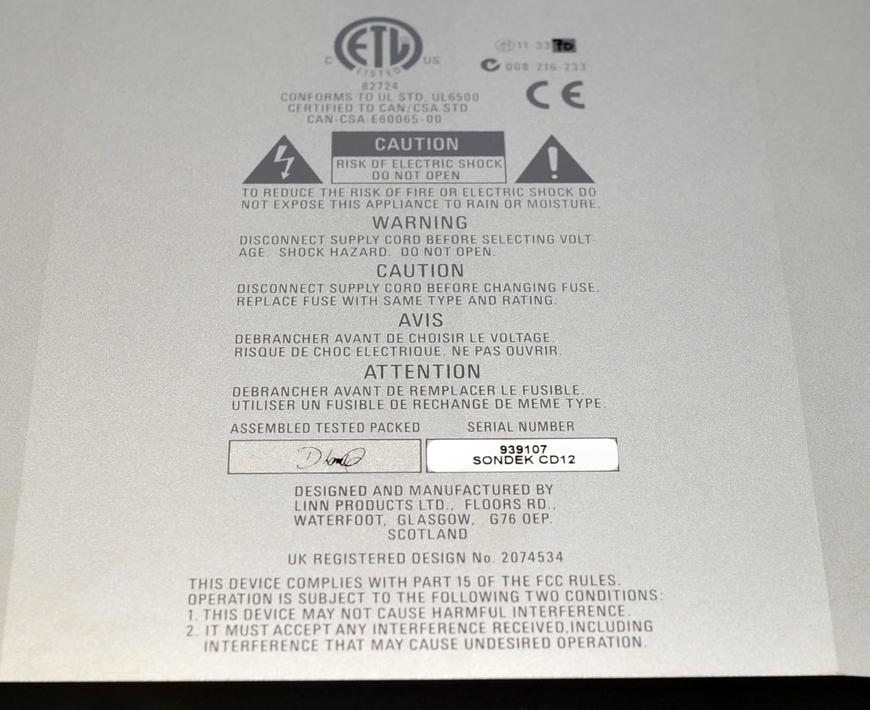 ETL
C LISTED US
82724
CONFORMS TO UL STD. UL6500
CERTIFIED TO CAN/CSA STD.
CAN-CSA-E60065-00
11 33 70
008 216 233
CE
CAUTION
RISK OF ELECTRIC SHOCK
DO NOT OPEN
TO REDUCE THE RISK OF FIRE OR ELECTRIC SHOCK DO
NOT EXPOSE THIS APPLIANCE TO RAIN OR MOISTURE.
WARNING
DISCONNECT SUPPLY CORD BEFORE SELECTING VOLT-
AGE. SHOCK HAZARD. DO NOT OPEN.
CAUTION
DISCONNECT SUPPLY CORD BEFORE CHANGING FUSE.
REPLACE FUSE WITH SAME TYPE AND RATING.
AVIS
DEBRANCHER AVANT DE CHOISIR LE VOLTAGE.
RISQUE DE CHOC ELECTRIQUE. NE PAS OUVRIR.
ATTENTION
DEBRANCHER AVANT DE REMPLACER LE FUSIBLE.
UTILISER UN FUSIBLE DE RECHANGE DE MEME TYPE.
ASSEMBLED TESTED PACKED SERIAL NUMBER
939107
SONDEK CD12
DESIGNED AND MANUFACTURED BY
LINN PRODUCTS LTD., FLOORS RD.,
WATERFOOT, GLASGOW, G76 OEP.
SCOTLAND
UK REGISTERED DESIGN No. 2074534
THIS DEVICE COMPLIES WITH PART 15 OF THE FCC RULES.
OPERATION IS SUBJECT TO THE FOLLOWING TWO CONDITIONS:
1. THIS DEVICE MAY NOT CAUSE HARMFUL INTERFERENCE.
2. IT MUST ACCEPT ANY INTERFERENCE RECEIVED,INCLUDING
INTERFERENCE THAT MAY CAUSE UNDESIRED OPERATION.